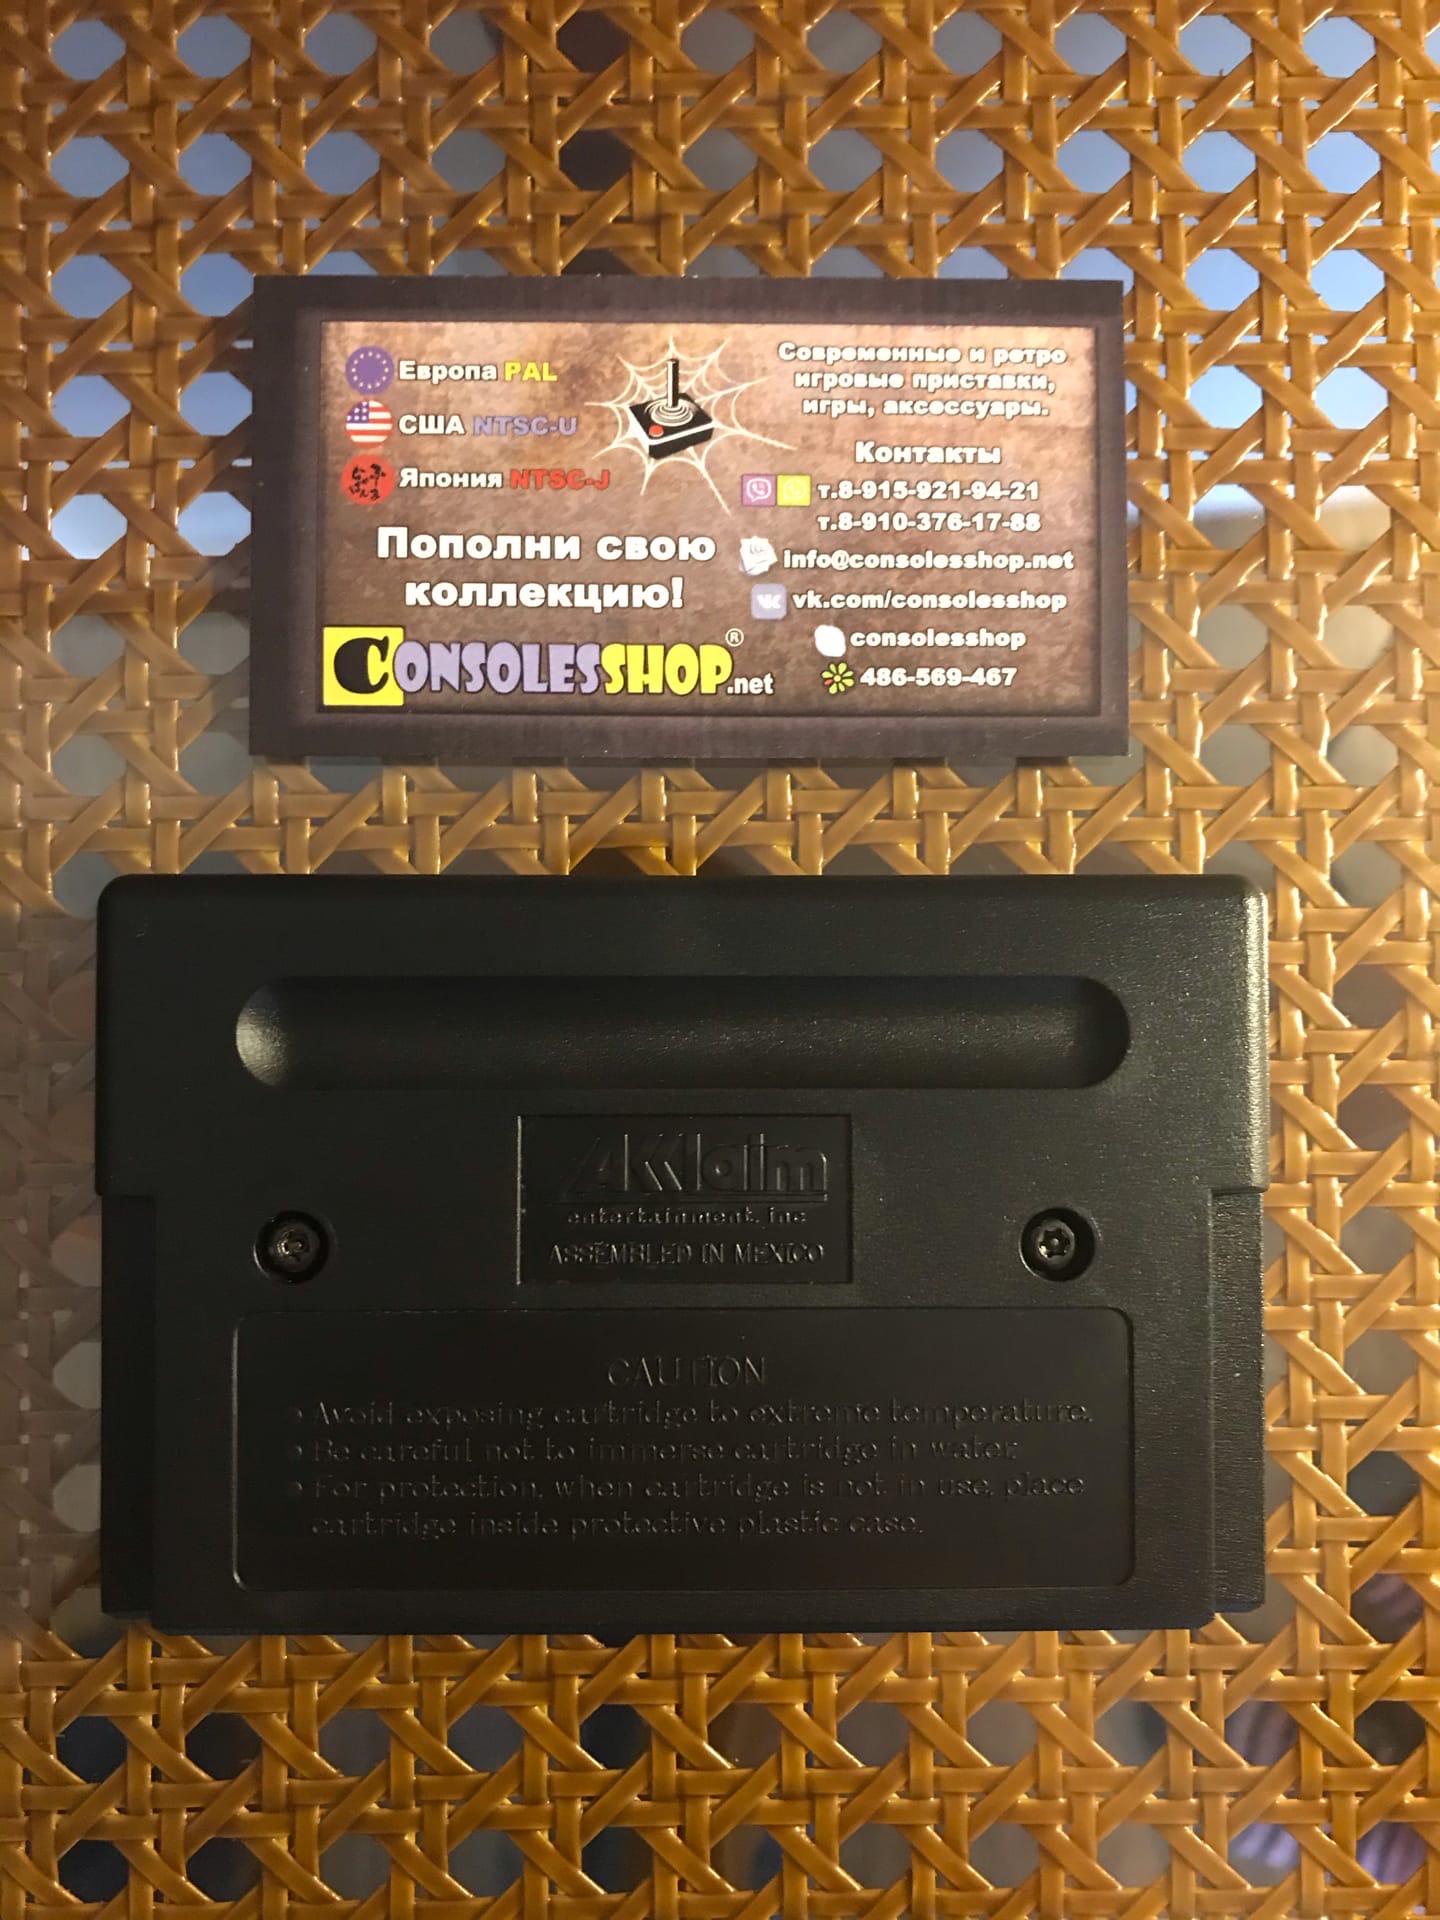 Европа PAL
США NTSC-U
Япония NTSC-J
Пополни свою
коллекцию!
CONSOLESSHOP®.net
Современные и ретро
игровые приставки,
игры, аксессуары.
Контакты
т.8-915-921-94-21
т.8-910-376-17-88
info@consolesshop.net
vk.com/consolesshop
consolesshop
486-569-467
AKKlaim
entertainment, inc
ASSEMBLED IN MEXICO
CAUTION
• Avoid exposing cartridge to extreme temperature.
• Be careful not to immerse cartridge in water.
• For protection, when cartridge is not in use, place
cartridge inside protective plastic case.